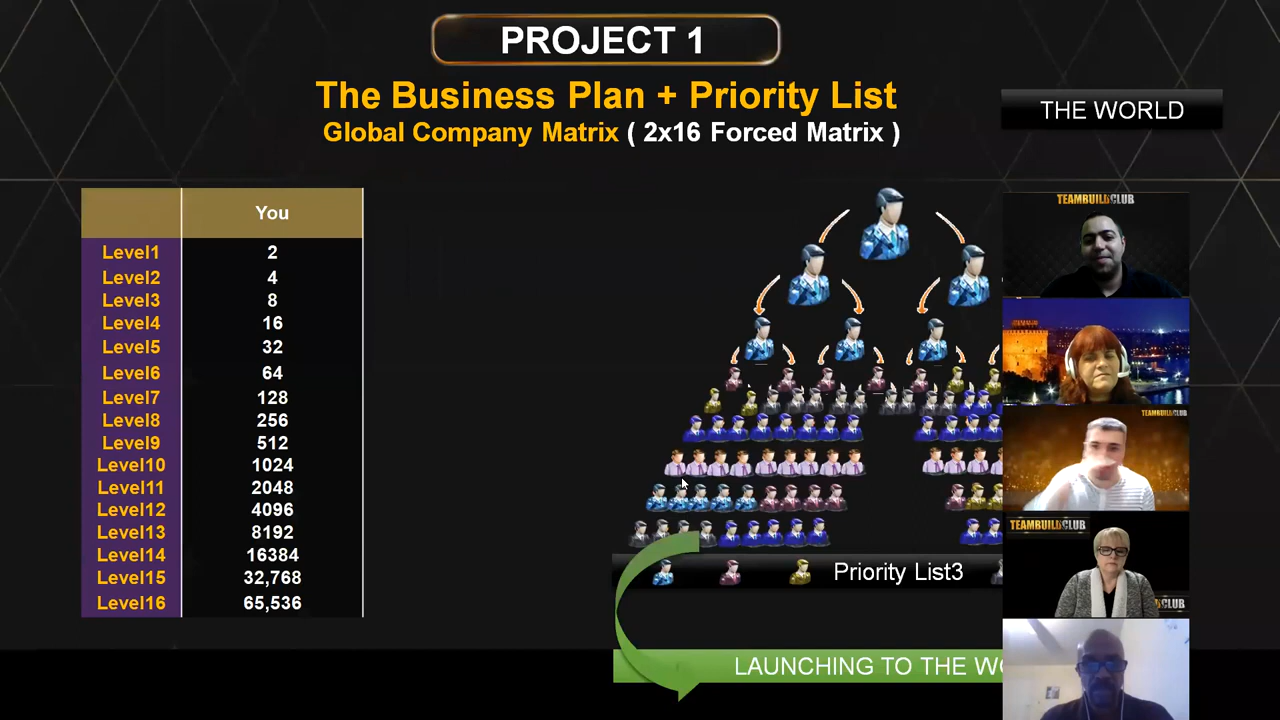 PROJECT 1
The Business Plan + Priority List
Global Company Matrix ( 2x16 Forced Matrix )
THE WORLD
You
Level1 2
Level2 4
Level3 8
Level4 16
Level5 32
Level6 64
Level7 128
Level8 256
Level9 512
Level10 1024
Level11 2048
Level12 4096
Level13 8192
Level14 16384
Level15 32,768
Level16 65,536
TEAMBUILDCLUB
TEAMBUILDCLUB
TEAMBUILDCLUB
CLUB
Priority List3
LAUNCHING TO THE